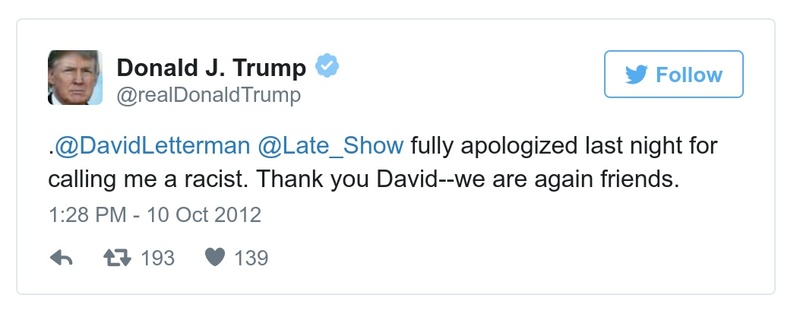 Donald J. Trump
@realDonaldTrump
Follow
.@DavidLetterman @Late_Show fully apologized last night for
calling me a racist. Thank you David--we are again friends.
1:28 PM - 10 Oct 2012
193 139